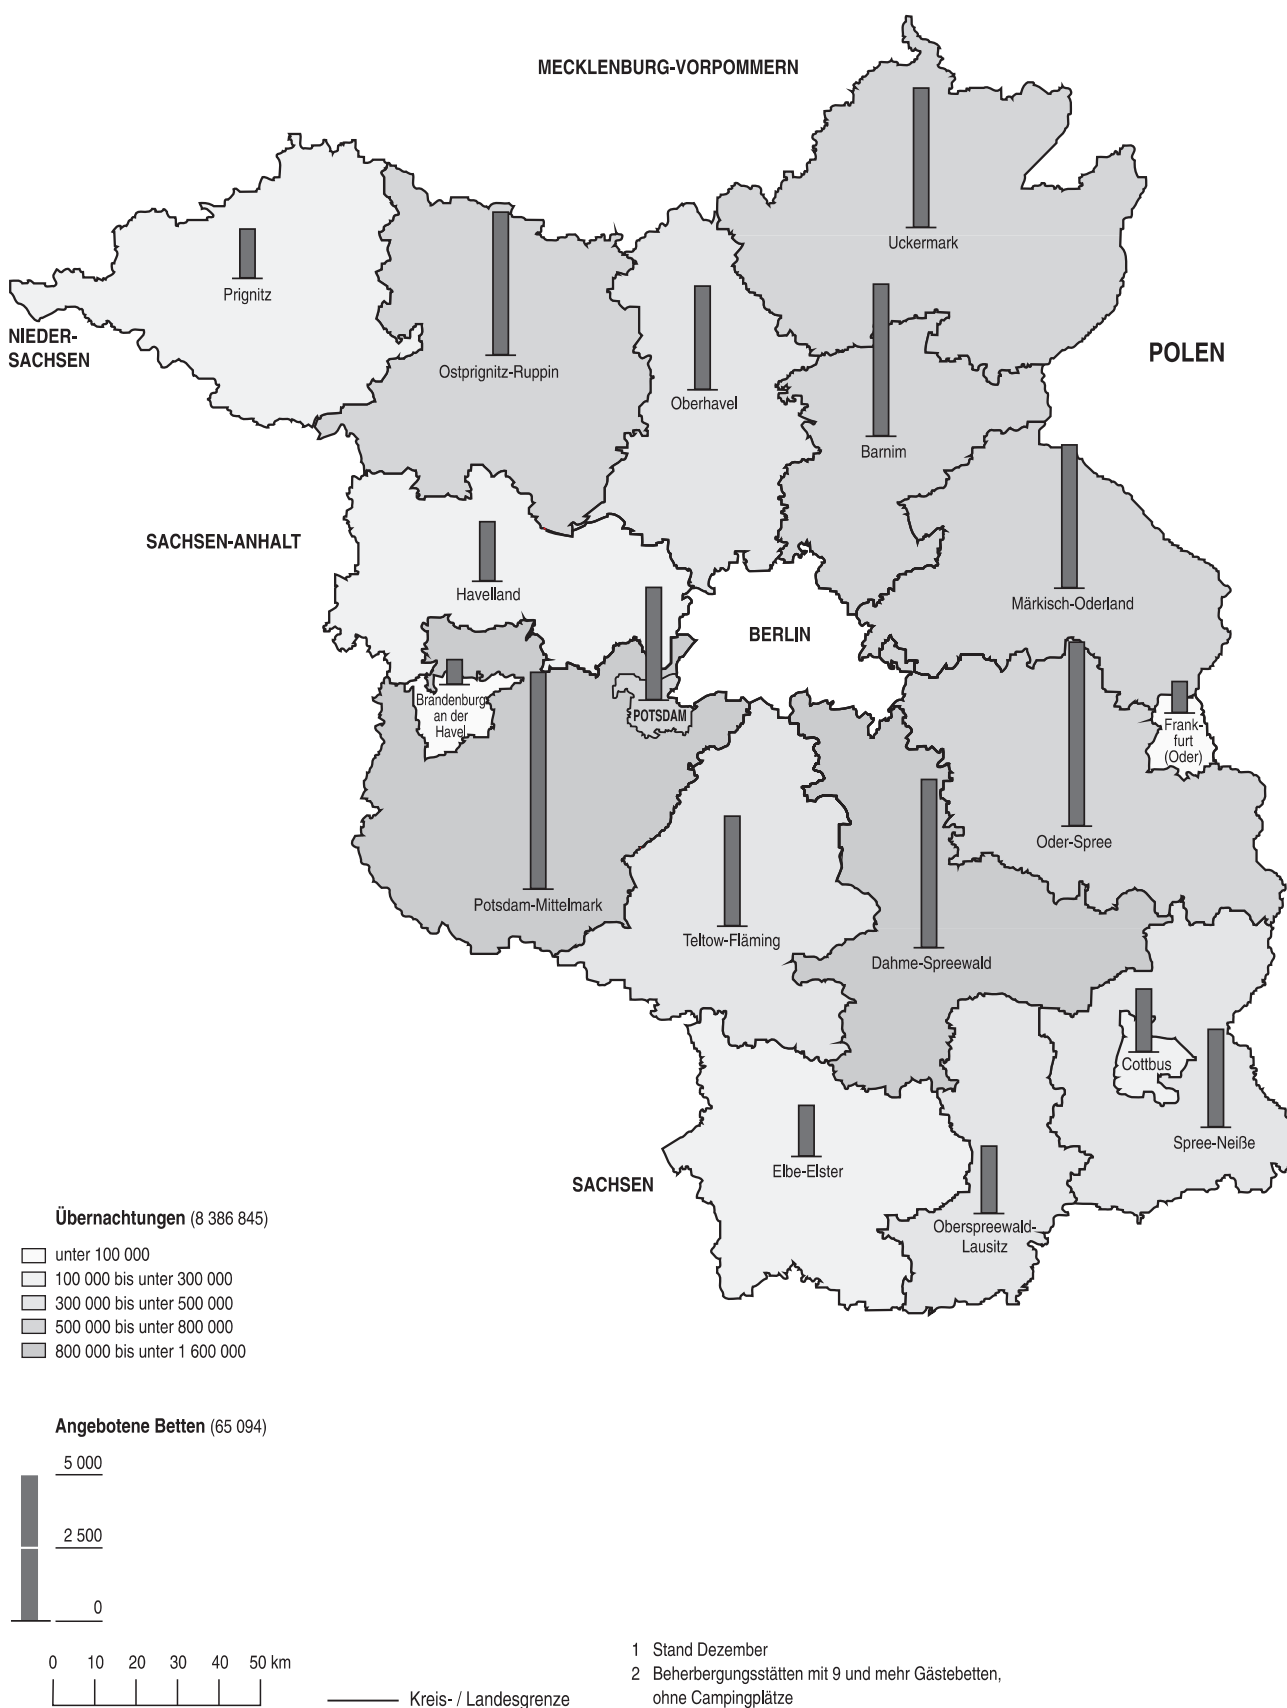 MECKLENBURG-VORPOMMERN
Uckermark
Prignitz
NIEDER-
SACHSEN
POLEN
Ostprignitz-Ruppin
Oberhavel
Barnim
SACHSEN-ANHALT
Havelland
Märkisch-Oderland
BERLIN
Brandenburg
an der
Havel
POTSDAM
Frank-
furt
(Oder)
Oder-Spree
Potsdam-Mittelmark
Teltow-Fläming
Dahme-Spreewald
Cottbus
Spree-Neiße
Elbe-Elster
SACHSEN
Oberspreewald-
Lausitz
Übernachtungen (8 386 845)
unter 100 000
100 000 bis unter 300 000
300 000 bis unter 500 000
500 000 bis unter 800 000
800 000 bis unter 1 600 000
Angebotene Betten (65 094)
5 000
2 500
0
0 10 20 30 40 50 km
Kreis- / Landesgrenze
1 Stand Dezember
2 Beherbergungsstätten mit 9 und mehr Gästebetten,
ohne Campingplätze